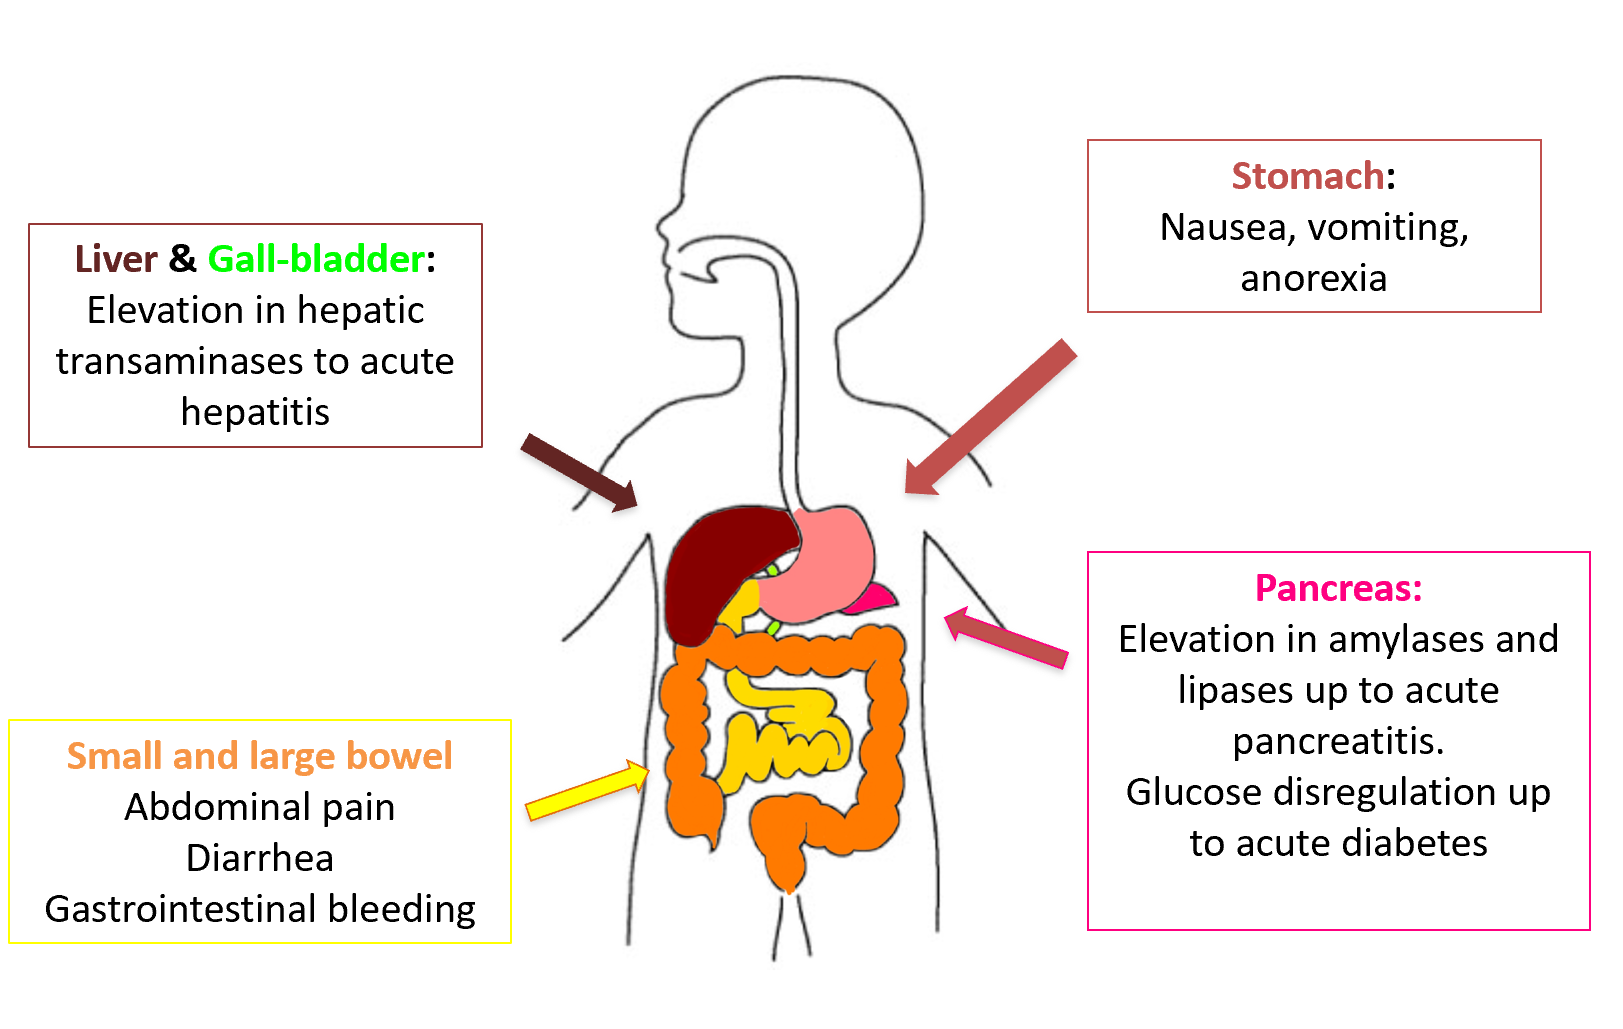 Liver & Gall-bladder:
Elevation in hepatic
transaminases to acute
hepatitis
Stomach:
Nausea, vomiting,
anorexia
Small and large bowel
Abdominal pain
Diarrhea
Gastrointestinal bleeding
Pancreas:
Elevation in amylases and
lipases up to acute
pancreatitis.
Glucose disregulation up
to acute diabetes